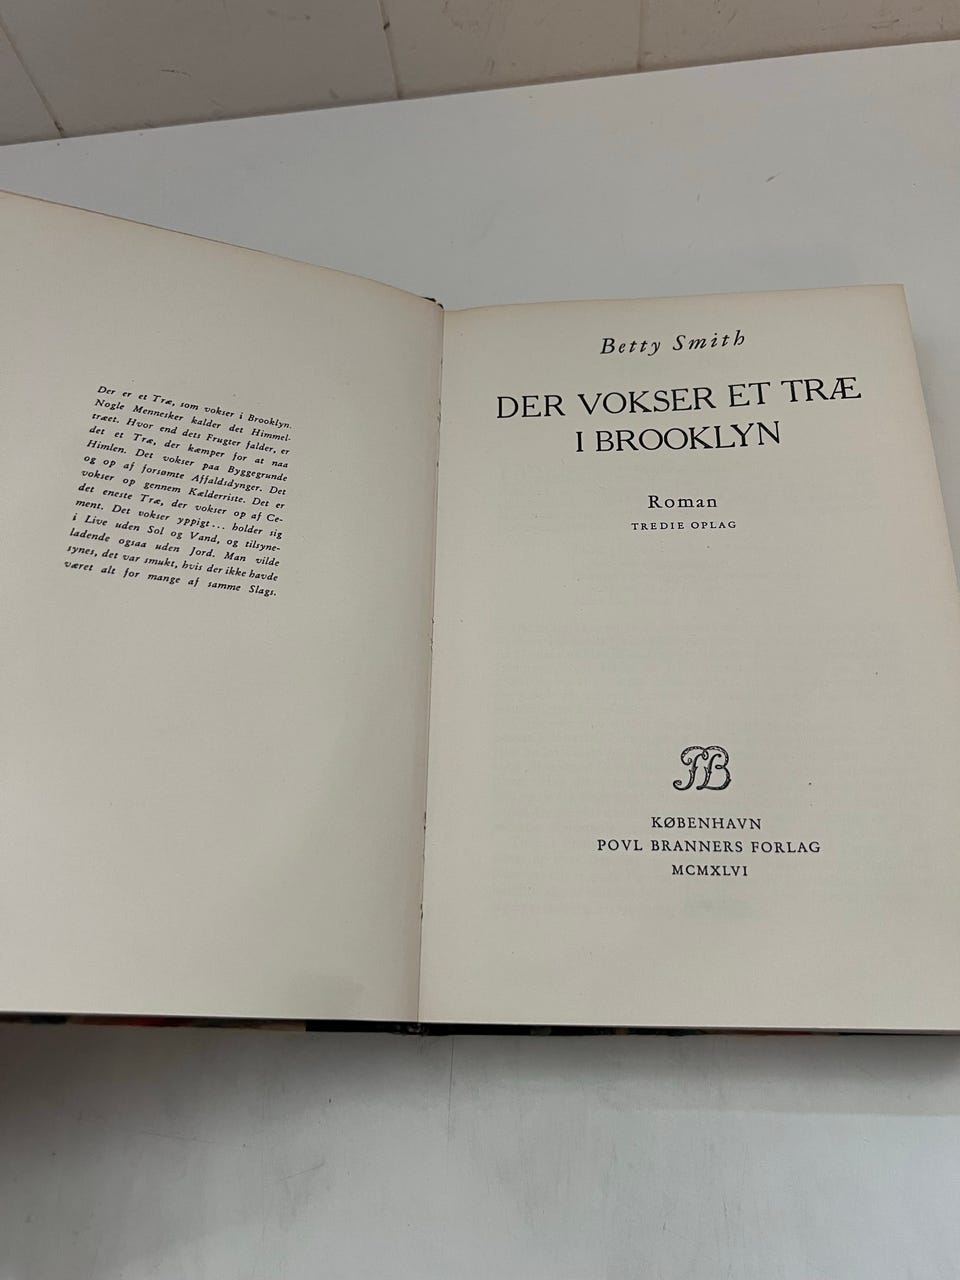 Der er et Træ, som vokser i Brooklyn.
Nogle Mennesker kalder det Himmel-
træet. Hvor end dets Frugter falder, er
det et Træ, der kæmper for at naa
Himlen. Det vokser paa Byggegrunde
og op af forsømte Affaldsdynger. Det
vokser op gennem Kælderriste. Det er
det eneste Træ, der vokser op af Ce-
ment. Det vokser yppigt... holder sig
i Live uden Sol og Vand, og tilsyne-
ladende ogsaa uden Jord. Man vilde
synes, det var smukt, hvis der ikke havde
været alt for mange af samme Slags.
Betty Smith
DER VOKSER ET TRÆ
I BROOKLYN
Roman
TREDIE OPLAG
PB
KØBENHAVN
POVL BRANNERS FORLAG
MCMXLVI